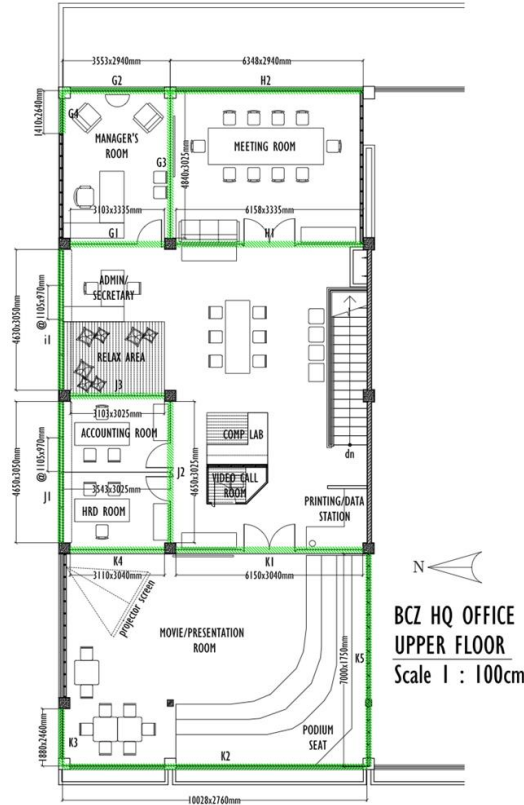 3553x2940mm
6348x2940mm
G2
H2
1410x2640mm
G4
MANAGER'S
ROOM
G3
4840x3025mm
MEETING ROOM
3103x3335mm
6158x3335mm
G1
H1
ADMIN/
SECRETARY
@1105x970mm
4630x3050mm
RELAX AREA
J3
3103x3025mm
ACCOUNTING ROOM
COMP LAB
dn
@1105x970mm
4650x3050mm
J2
4650x3025mm
VIDEO CALL
ROOM
3543x3025mm
J1
HRD ROOM
PRINTING/DATA
STATION
K4
K1
3110x3040mm
6150x3040mm
N
projector screen
MOVIE/PRESENTATION
ROOM
BCZ HQ OFFICE
UPPER FLOOR
Scale 1 : 100cm
7000x1750mm
K5
1880x2460mm
K3
K2
PODIUM
SEAT
10028x2760mm